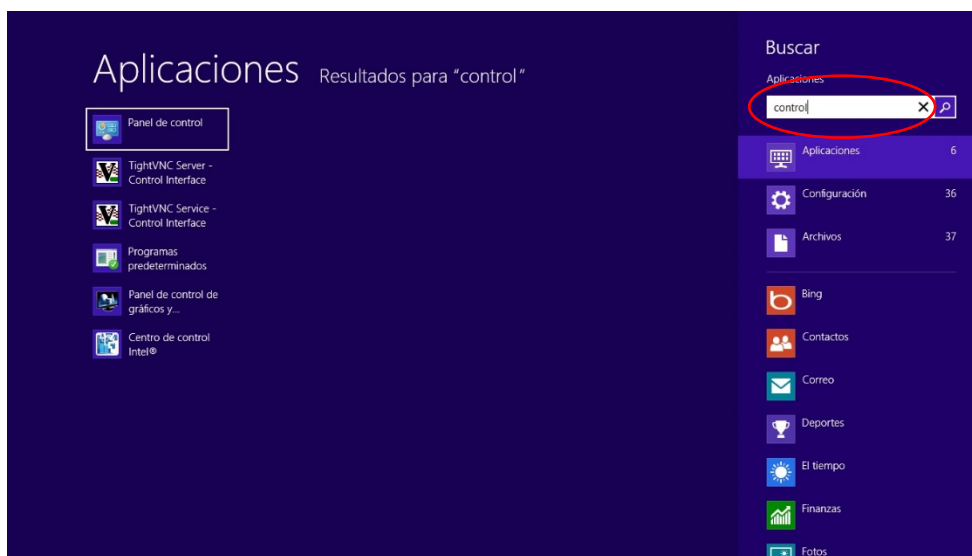 Aplicaciones Resultados para "control"
Panel de control
TightVNC Server -
Control Interface
TightVNC Service -
Control Interface
Programas
predeterminados
Panel de control de
gráficos y...
Centro de control
Intel®
Buscar
Aplicaciones
control
Aplicaciones 6
Configuración 36
Archivos 37
Bing
Contactos
Correo
Deportes
El tiempo
Finanzas
Fotos